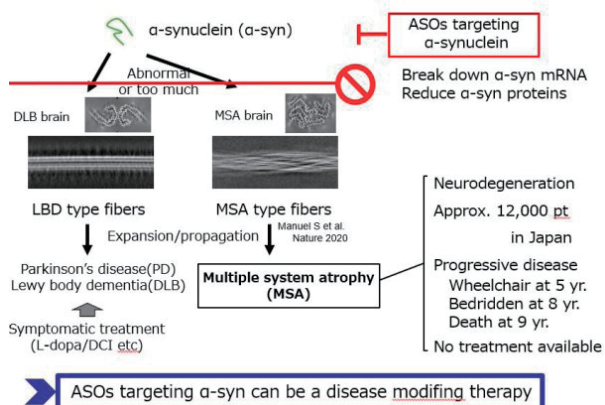 α-synuclein (α-syn)
ASOs targeting
α-synuclein
Abnormal
or too much
Break down α-syn mRNA
Reduce α-syn proteins
DLB brain
MSA brain
LBD type fibers
MSA type fibers
Expansion/propagation
Manuel S et al.
Nature 2020
Parkinson's disease(PD)
Lewy body dementia(DLB)
Multiple system atrophy
(MSA)
Symptomatic treatment
(L-dopa/DCI etc)
Neurodegeneration
Approx. 12,000 pt
in Japan
Progressive disease
Wheelchair at 5 yr.
Bedridden at 8 yr.
Death at 9 yr.
No treatment available
ASOs targeting α-syn can be a disease modifing therapy